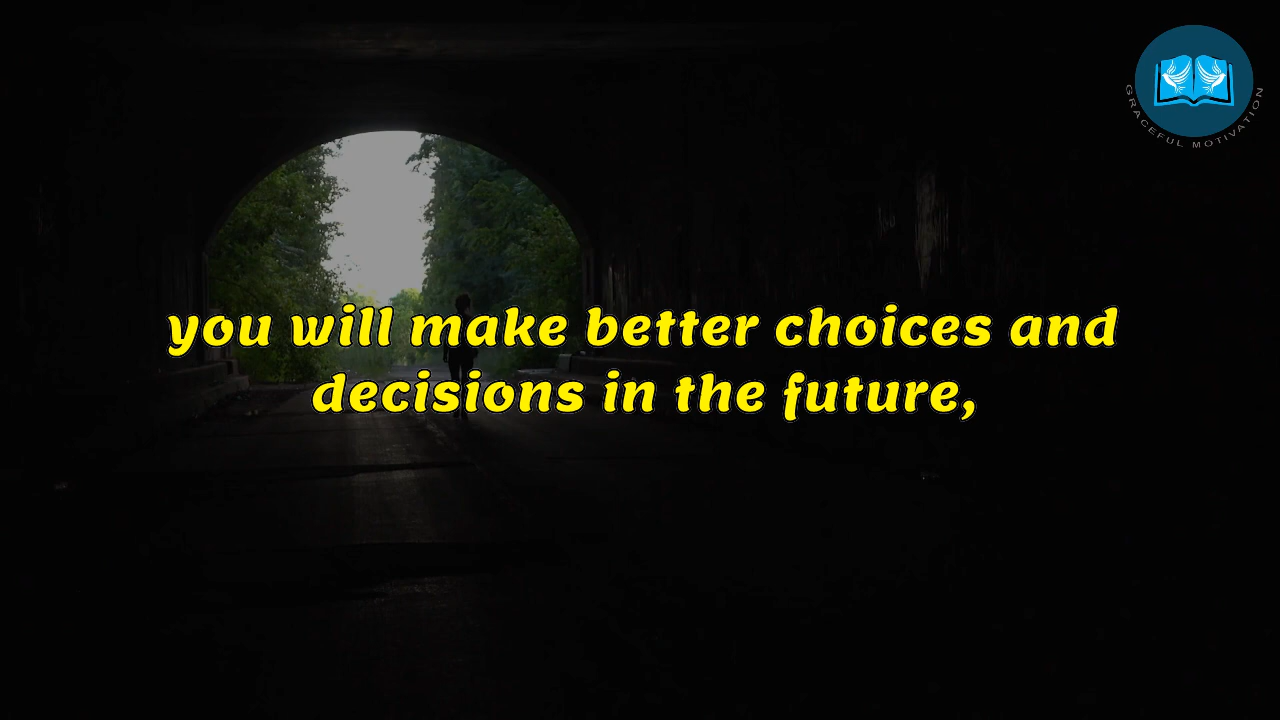 GRACEFUL MOTIVATION
you will make better choices and
decisions in the future,